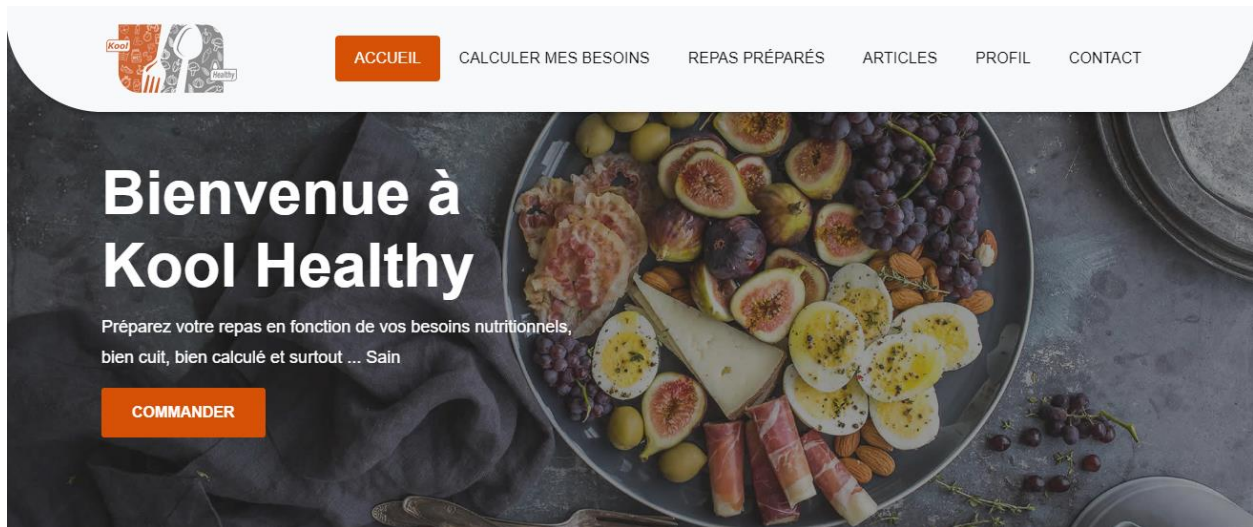 Kool
Healthy
ACCUEIL
CALCULER MES BESOINS
REPAS PRÉPARÉS
ARTICLES
PROFIL
CONTACT
Bienvenue à
Kool Healthy
Préparez votre repas en fonction de vos besoins nutritionnels,
bien cuit, bien calculé et surtout ... Sain
COMMANDER